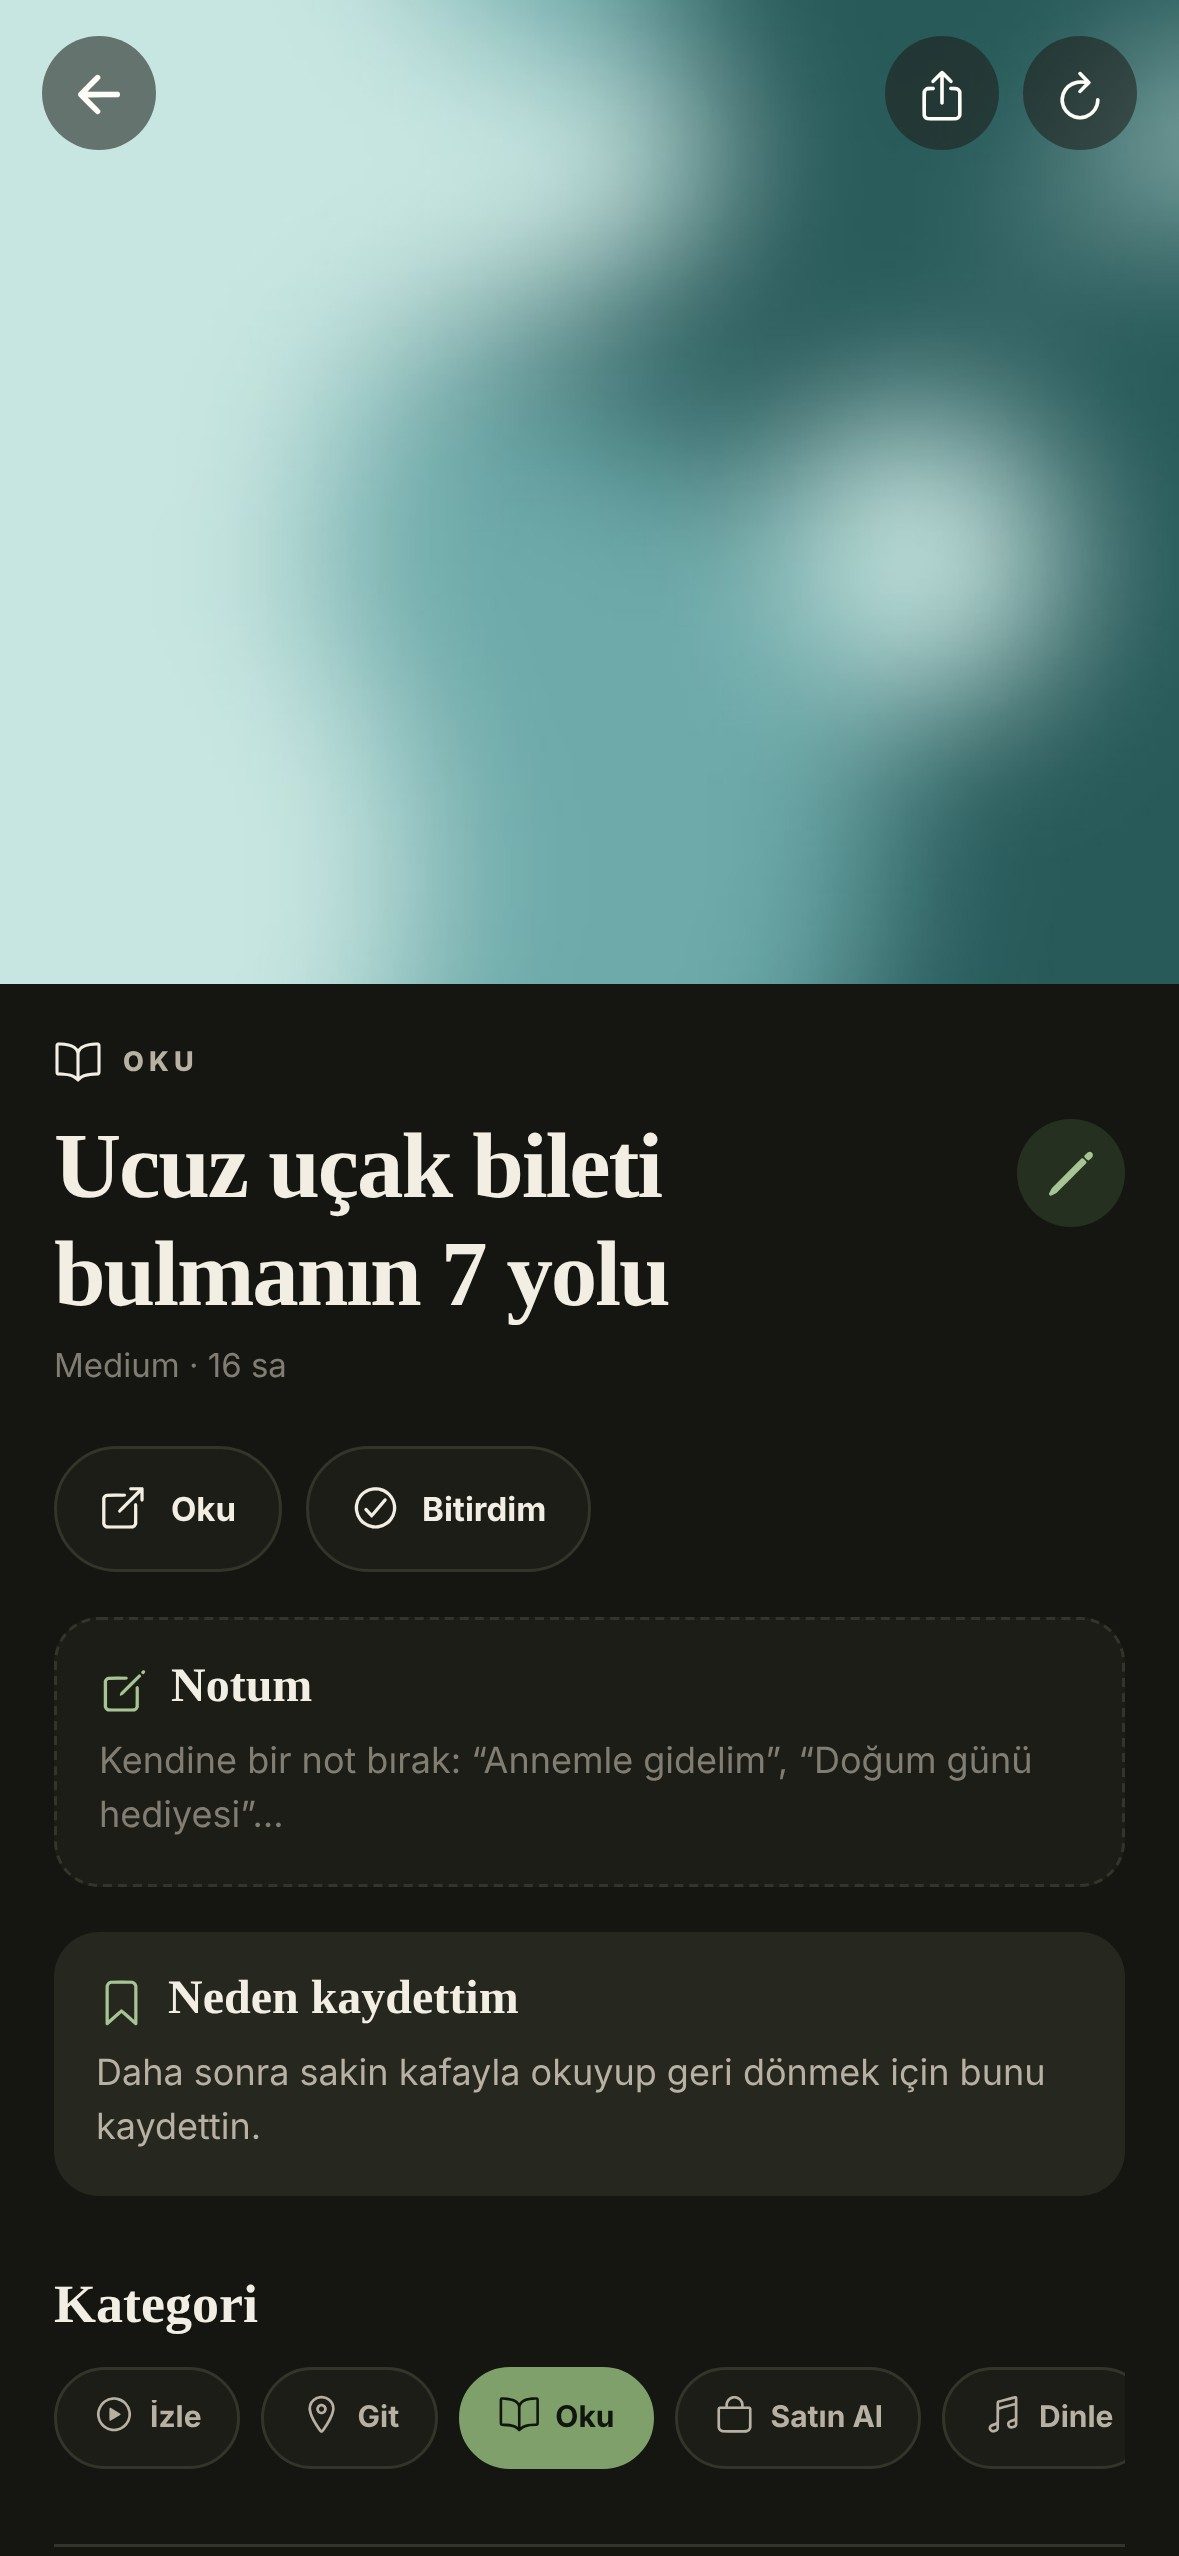 OKU
Ucuz uçak bileti
bulmanın 7 yolu
Medium · 16 sa
Oku
Bitirdim
Notum
Kendine bir not bırak: “Annemle gidelim”, “Doğum günü
hediyesi”…
Neden kaydettim
Daha sonra sakin kafayla okuyup geri dönmek için bunu
kaydettin.
Kategori
İzle
Git
Oku
Satın Al
Dinle